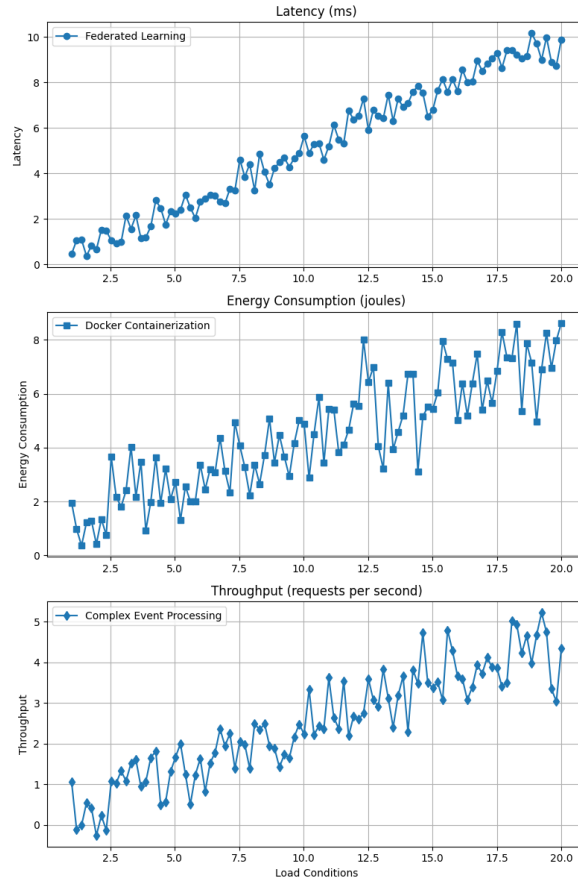 Latency (ms)
Federated Learning
Latency
10
8
6
4
2
0
2.5 5.0 7.5 10.0 12.5 15.0 17.5 20.0
Energy Consumption (joules)
Docker Containerization
Energy Consumption
8
6
4
2
0
2.5 5.0 7.5 10.0 12.5 15.0 17.5 20.0
Throughput (requests per second)
Complex Event Processing
Throughput
5
4
3
2
1
0
2.5 5.0 7.5 10.0 12.5 15.0 17.5 20.0
Load Conditions